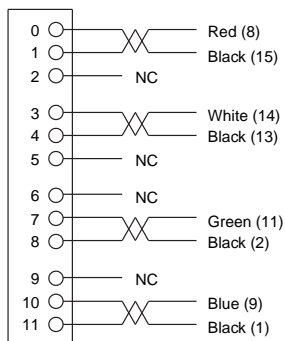 0 Red (8)
1 Black (15)
2 NC
3 White (14)
4 Black (13)
5 NC
6 NC
7 Green (11)
8 Black (2)
9 NC
10 Blue (9)
11 Black (1)